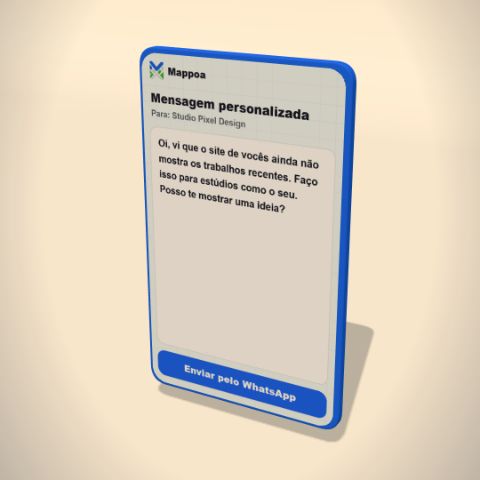 Mappoa
Mensagem personalizada
Para: Studio Pixel Design
Oi, vi que o site de vocês ainda não
mostra os trabalhos recentes. Faço
isso para estúdios como o seu.
Posso te mostrar uma ideia?
Enviar pelo WhatsApp